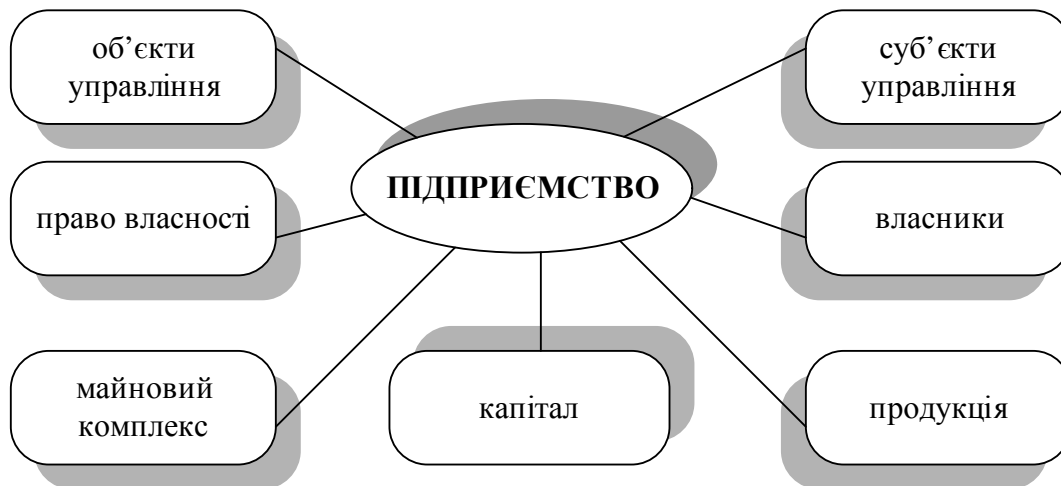 об’єкти
управління
суб’єкти
управління
ПІДПРИЄМСТВО
право власності
власники
майновий
комплекс
капітал
продукція